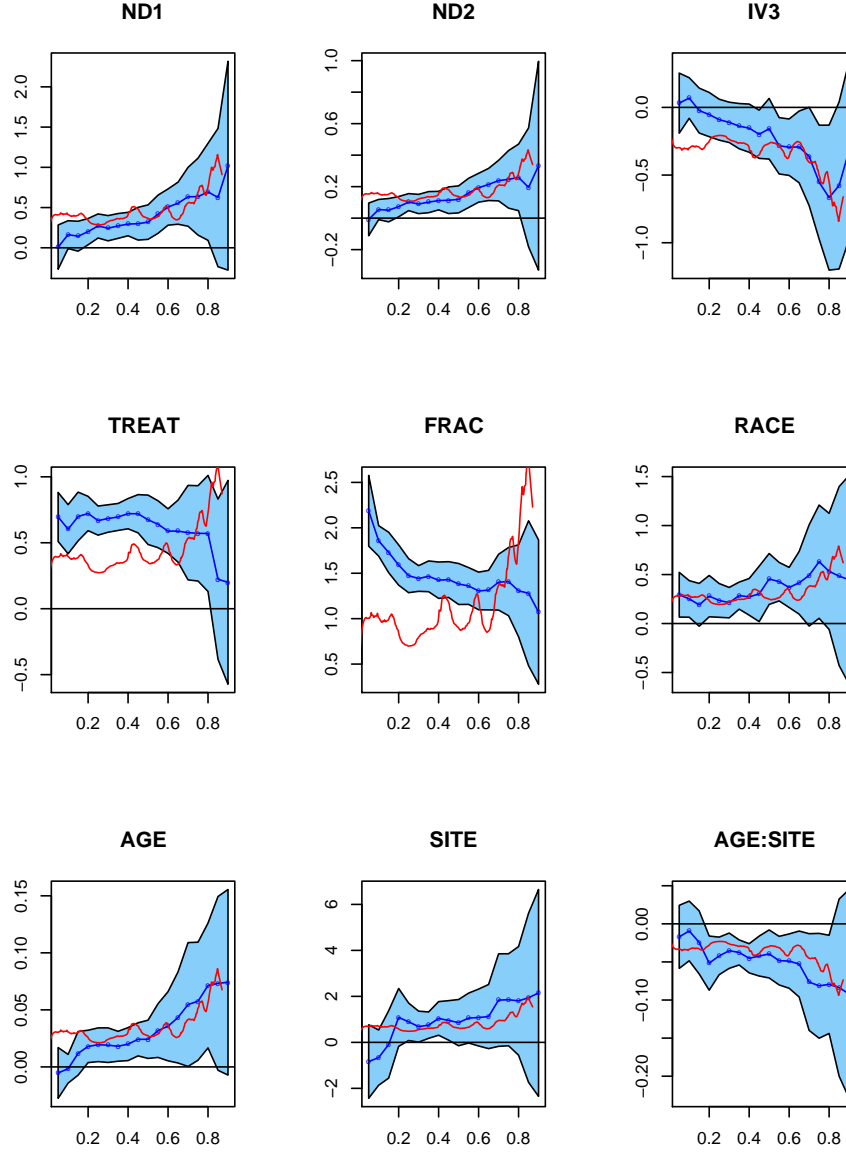 ND1
ND2
IV3
0.0 0.5 1.0 1.5 2.0
0.2 0.4 0.6 0.8
−0.2 0.2 0.6 1.0
0.2 0.4 0.6 0.8
−1.0 −0.5 0.0
0.2 0.4 0.6 0.8
TREAT
FRAC
RACE
−0.5 0.0 0.5 1.0
0.2 0.4 0.6 0.8
0.5 1.0 1.5 2.0 2.5
0.2 0.4 0.6 0.8
−0.5 0.0 0.5 1.0 1.5
0.2 0.4 0.6 0.8
AGE
SITE
AGE:SITE
0.00 0.05 0.10 0.15
0.2 0.4 0.6 0.8
−2 0 2 4 6
0.2 0.4 0.6 0.8
−0.20 −0.10 0.00
0.2 0.4 0.6 0.8